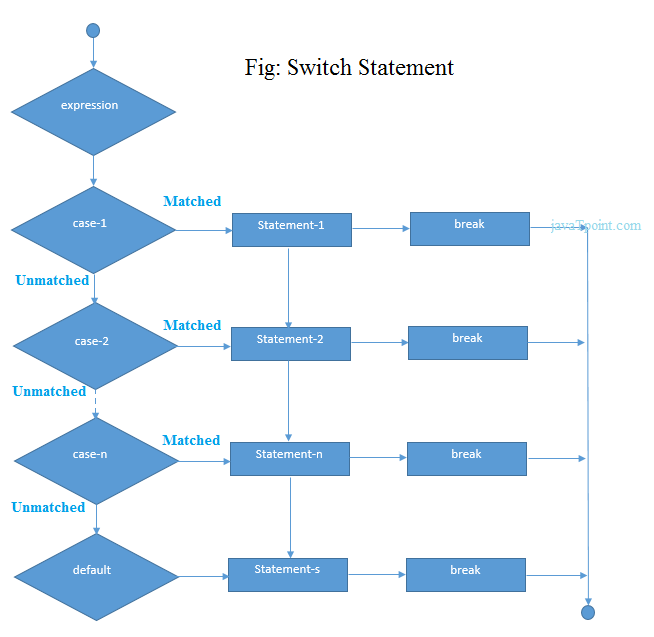 Fig: Switch Statement
expression
Matched
case-1
Statement-1
break
javaTpoint.com
Unmatched
Matched
case-2
Statement-2
break
Unmatched
Matched
case-n
Statement-n
break
Unmatched
default
Statement-s
break